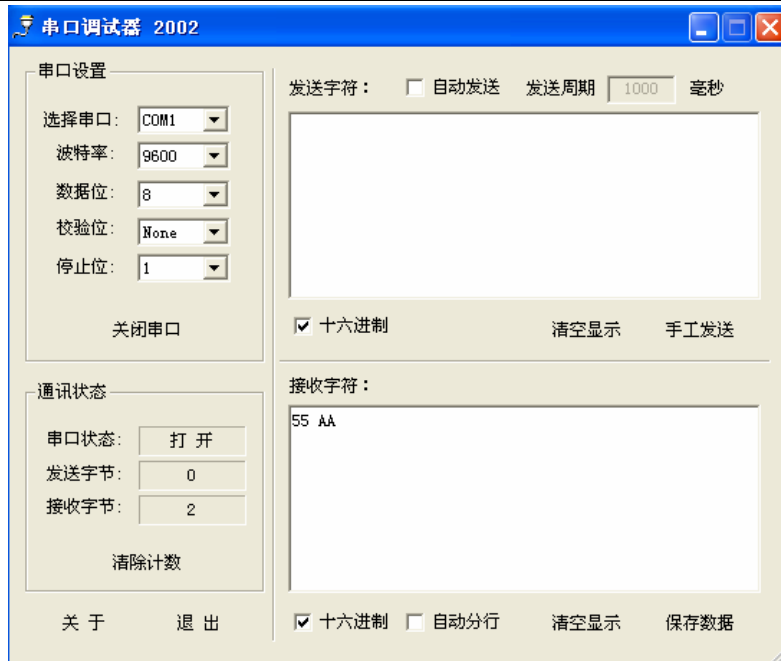 串口调试器 2002
串口设置
选择串口: COM1
波特率: 9600
数据位: 8
校验位: None
停止位: 1
关闭串口
通讯状态
串口状态: 打 开
发送字节: 0
接收字节: 2
清除计数
关 于 退 出
发送字符: 自动发送 发送周期 1000 毫秒
十六进制 清空显示 手工发送
接收字符:
55 AA
十六进制 自动分行 清空显示 保存数据